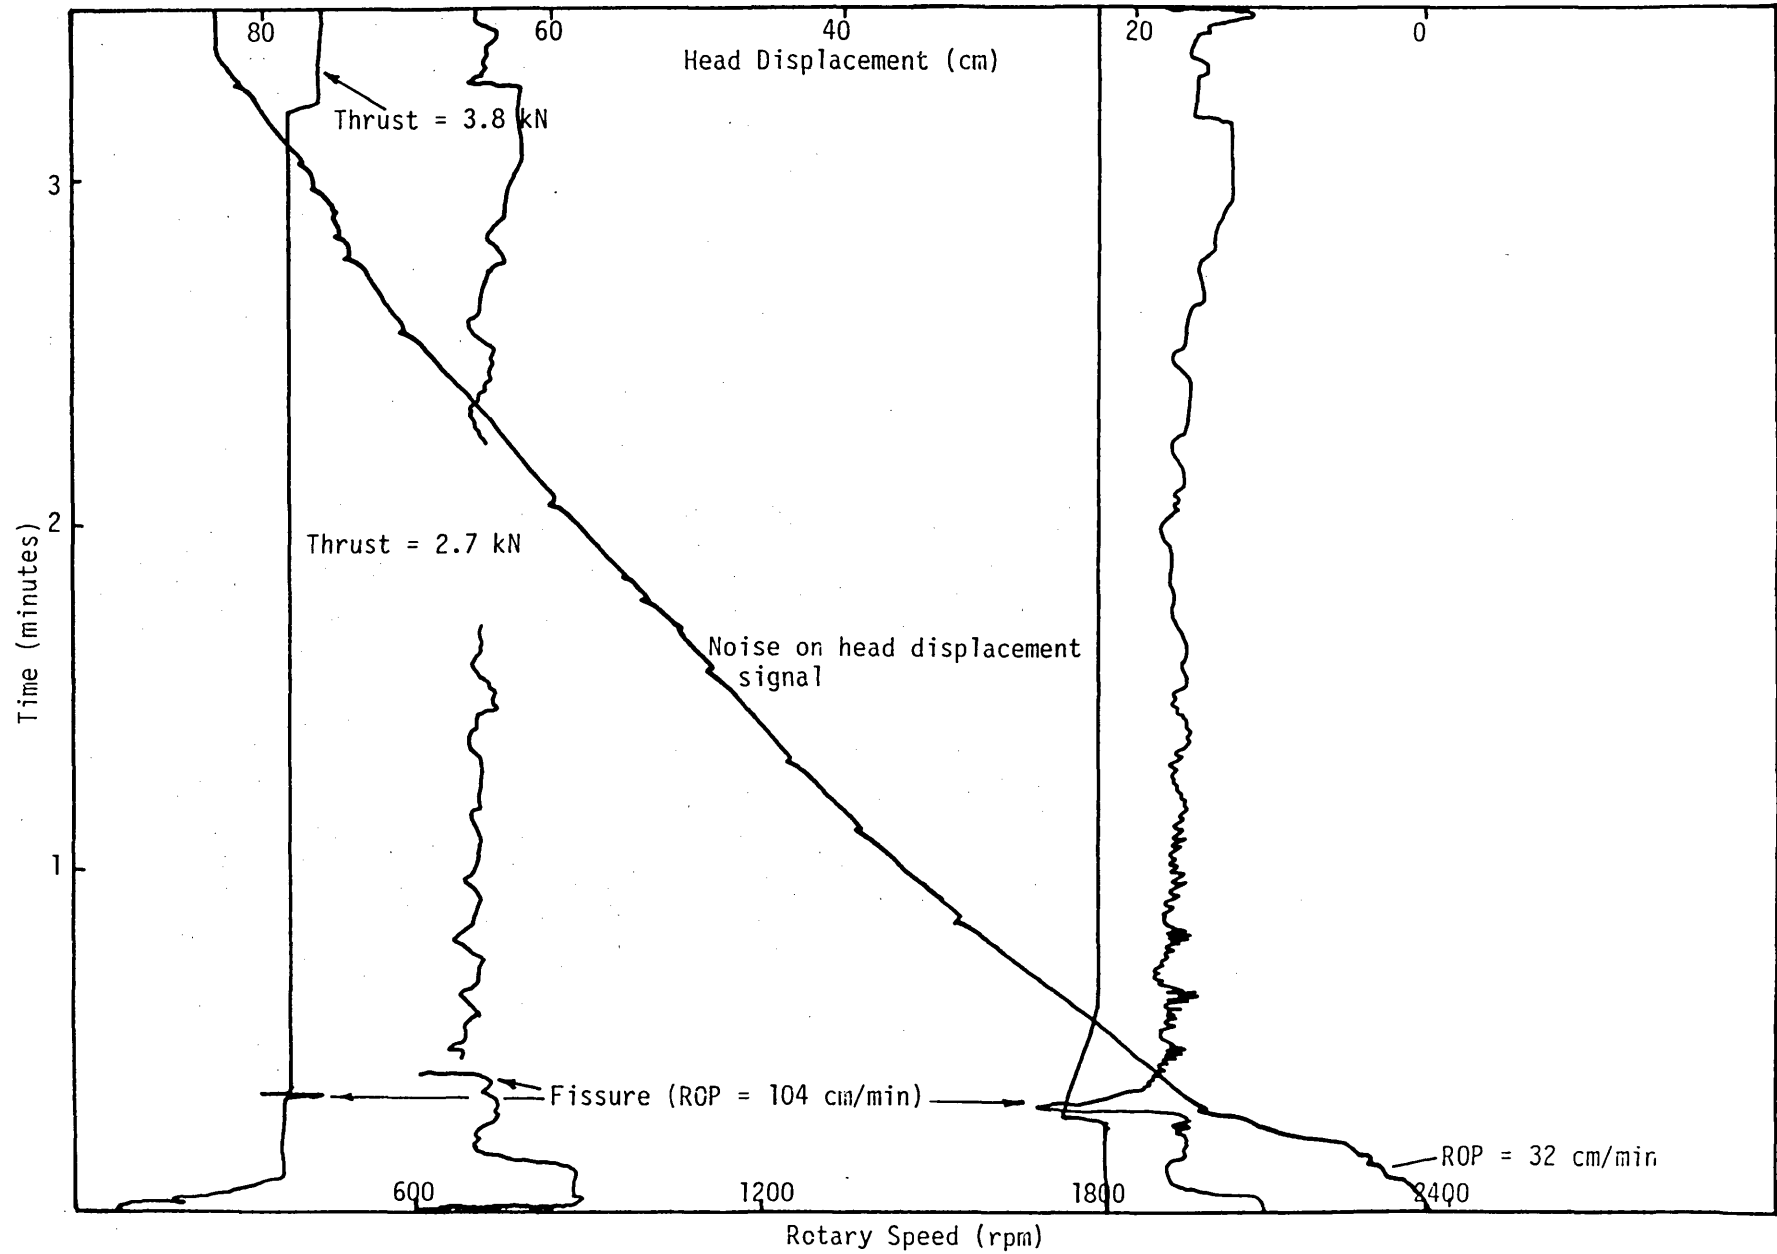 80 60 40 20 0
Head Displacement (cm)
Thrust = 3.8 kN
3
2
Thrust = 2.7 kN
Time (minutes)
Noise on head displacement
signal
1
Fissure (ROP = 104 cm/min)
ROP = 32 cm/min
600 1200 1800 2400
Rotary Speed (rpm)